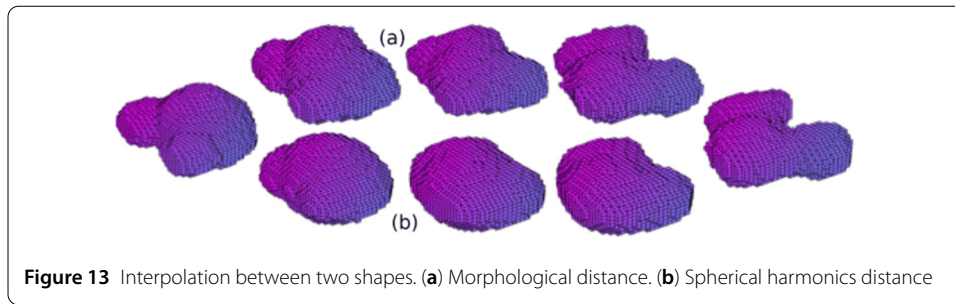 (a)
(b)
Figure 13 Interpolation between two shapes. (a) Morphological distance. (b) Spherical harmonics distance